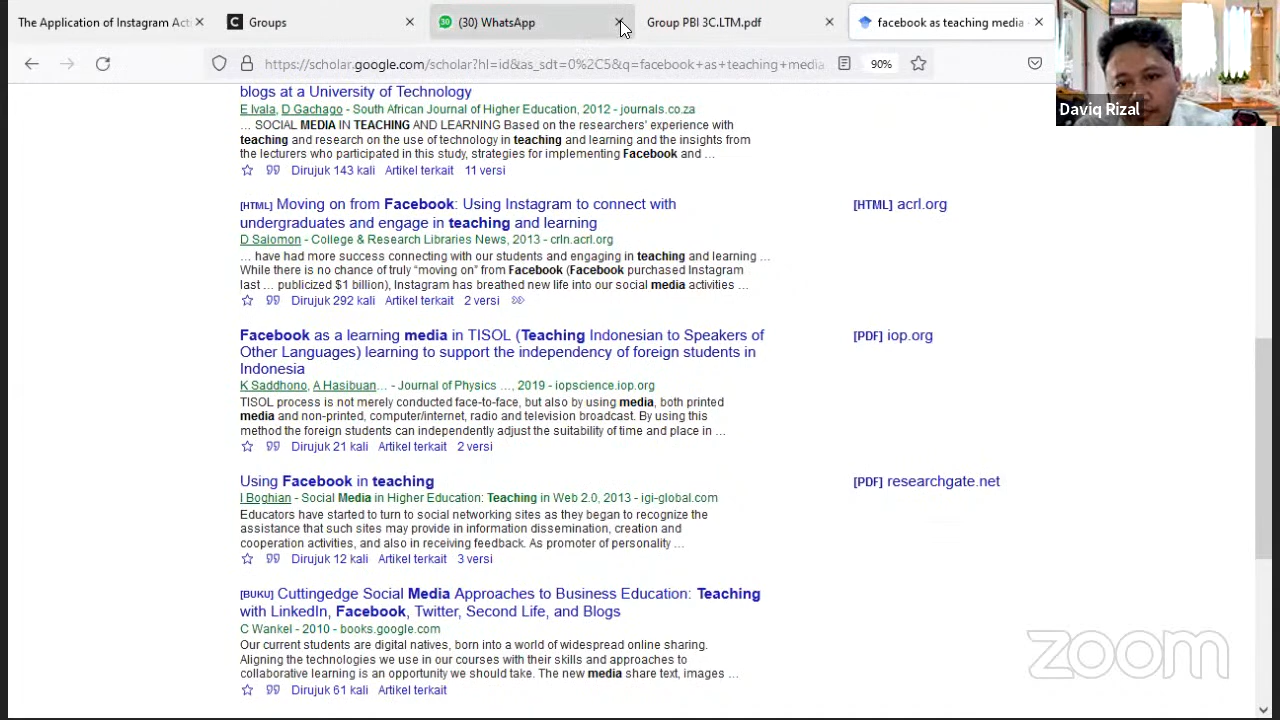 The Application of Instagram Acti
Groups
30
(30) WhatsApp
Group PBI 3C.LTM.pdf
facebook as teaching media -
https://scholar.google.com/scholar?hl=id&as_sdt=0%2C5&q=facebook+as+teaching+media
90%
Daviq Rizal
blogs at a University of Technology
E Ivala, D Gachago - South African Journal of Higher Education, 2012 - journals.co.za
... SOCIAL MEDIA IN TEACHING AND LEARNING Based on the researchers' experience with
teaching and research on the use of technology in teaching and learning and the insights from
the lecturers who participated in this study, strategies for implementing Facebook and ...
Dirujuk 143 kali Artikel terkait 11 versi
[HTML] Moving on from Facebook: Using Instagram to connect with
undergraduates and engage in teaching and learning
D Salomon - College & Research Libraries News, 2013 - crln.acrl.org
... have had more success connecting with our students and engaging in teaching and learning ...
While there is no chance of truly “moving on” from Facebook (Facebook purchased Instagram
last ... publicized $1 billion), Instagram has breathed new life into our social media activities ...
Dirujuk 292 kali Artikel terkait 2 versi
[HTML] acrl.org
Facebook as a learning media in TISOL (Teaching Indonesian to Speakers of
Other Languages) learning to support the independency of foreign students in
Indonesia
K Saddhono, A Hasibuan... - Journal of Physics ..., 2019 - iopscience.iop.org
TISOL process is not merely conducted face-to-face, but also by using media, both printed
media and non-printed, computer/internet, radio and television broadcast. By using this
method the foreign students can independently adjust the suitability of time and place in ...
Dirujuk 21 kali Artikel terkait 2 versi
[PDF] iop.org
Using Facebook in teaching
I Boghian - Social Media in Higher Education: Teaching in Web 2.0, 2013 - igi-global.com
Educators have started to turn to social networking sites as they began to recognize the
assistance that such sites may provide in information dissemination, creation and
cooperation activities, and also in receiving feedback. As promoter of personality ...
Dirujuk 12 kali Artikel terkait 3 versi
[PDF] researchgate.net
[BUKU] Cuttingedge Social Media Approaches to Business Education: Teaching
with LinkedIn, Facebook, Twitter, Second Life, and Blogs
C Wankel - 2010 - books.google.com
Our current students are digital natives, born into a world of widespread online sharing.
Aligning the technologies we use in our courses with their skills and approaches to
collaborative learning is an opportunity we should take. The new media share text, images ...
Dirujuk 61 kali Artikel terkait
zoom